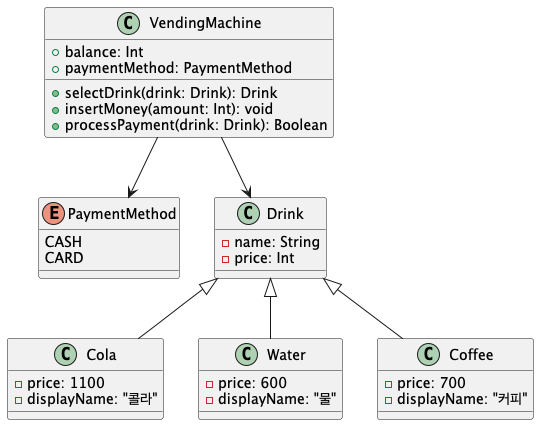 C VendingMachine
balance: Int
paymentMethod: PaymentMethod
selectDrink(drink: Drink): Drink
insertMoney(amount: Int): void
processPayment(drink: Drink): Boolean
E PaymentMethod
CASH
CARD
C Drink
name: String
price: Int
C Cola
price: 1100
displayName: "콜라"
C Water
price: 600
displayName: "물"
C Coffee
price: 700
displayName: "커피"